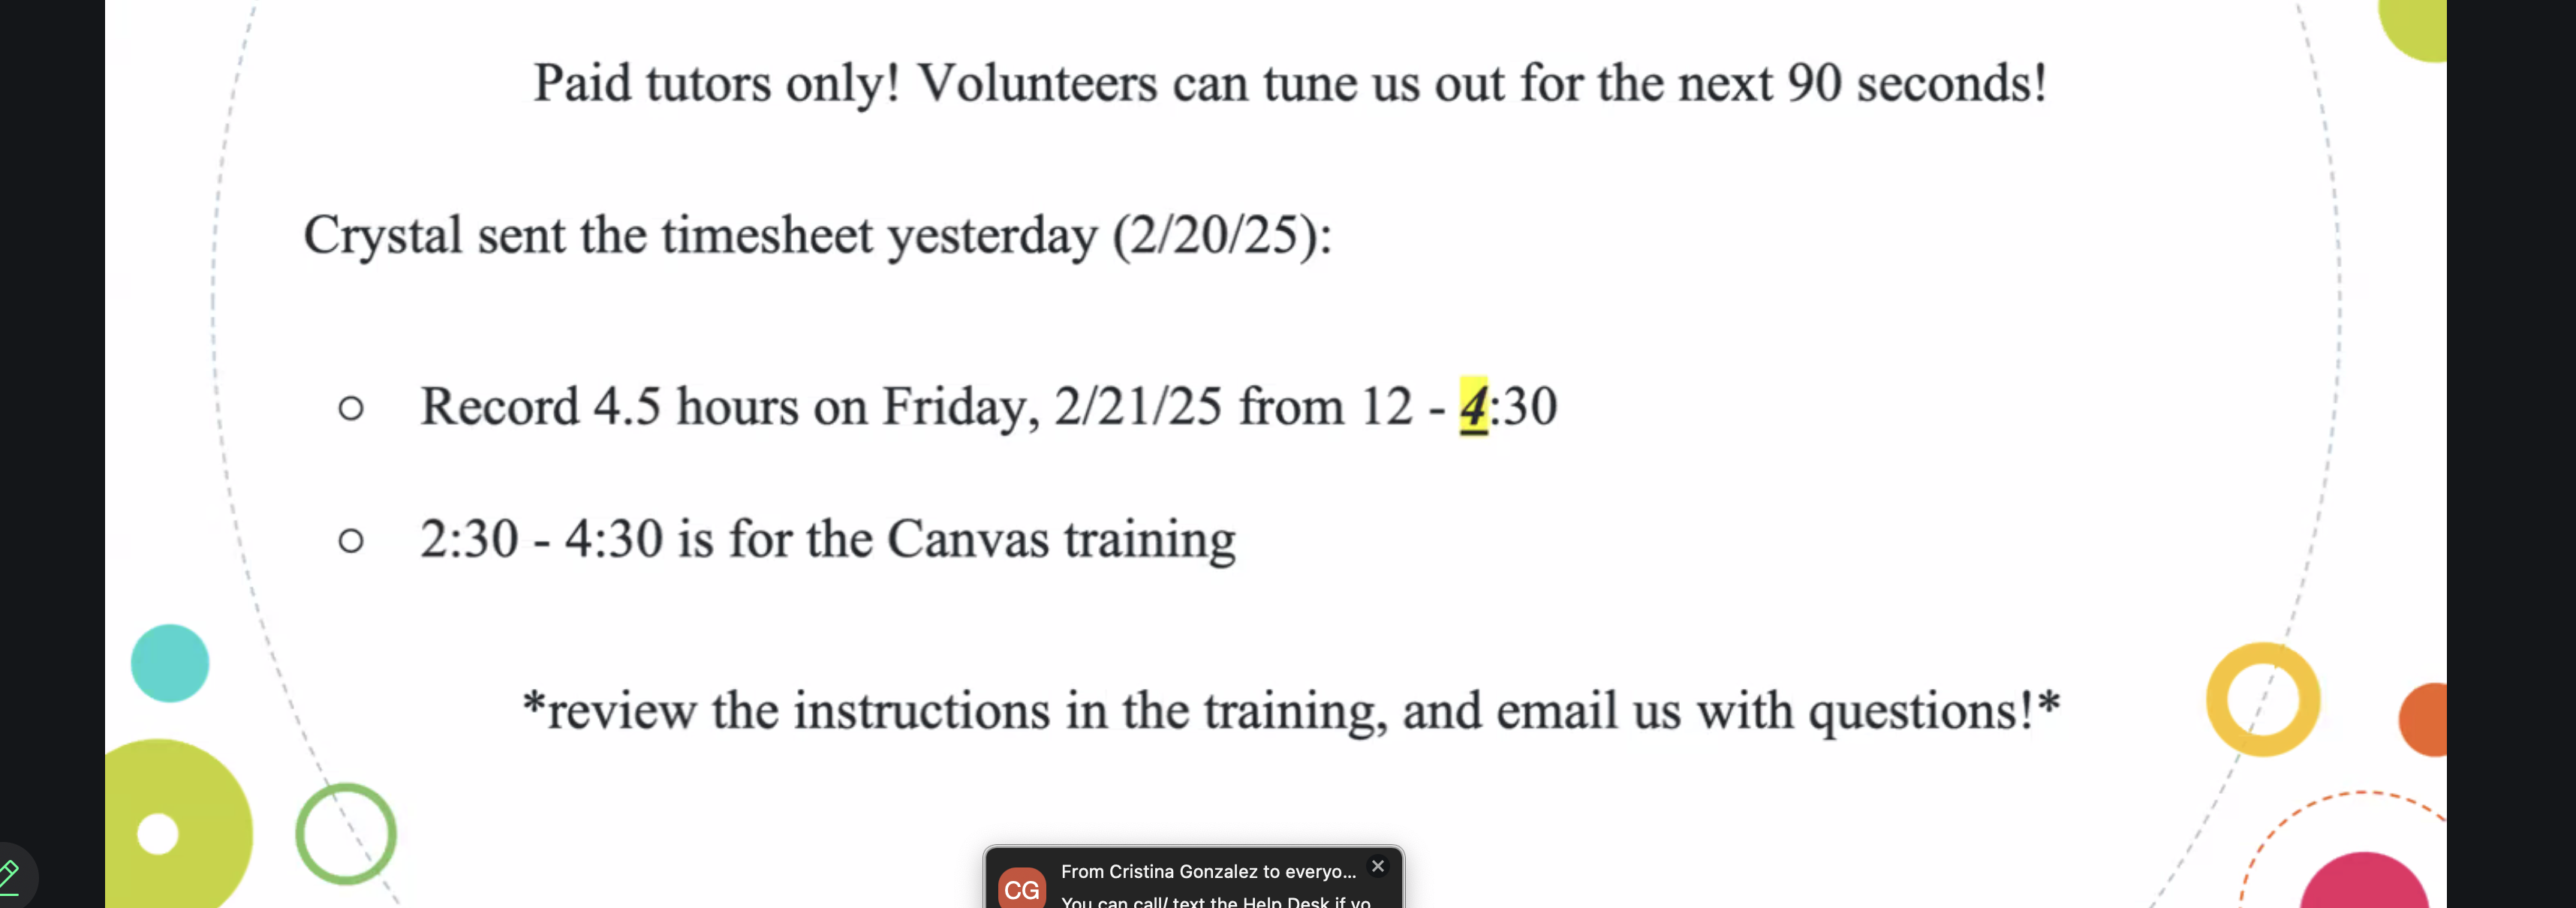 Paid tutors only! Volunteers can tune us out for the next 90 seconds!
Crystal sent the timesheet yesterday (2/20/25):
Record 4.5 hours on Friday, 2/21/25 from 12 - 4:30
2:30 - 4:30 is for the Canvas training
*review the instructions in the training, and email us with questions!*
CG
From Cristina Gonzalez to everyo...
You can call/ text the Help Desk if yo